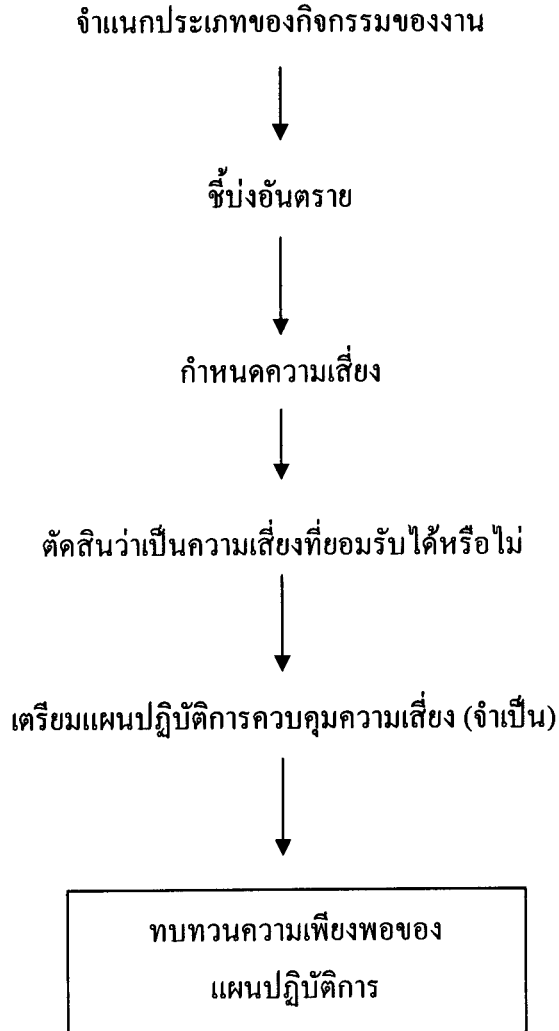 จำแนกประเภทของกิจกรรมของงาน
ชี้บ่งอันตราย
กำหนดความเสี่ยง
ตัดสินว่าเป็นความเสี่ยงที่ยอมรับได้หรือไม่
เตรียมแผนปฏิบัติการควบคุมความเสี่ยง (จำเป็น)
ทบทวนความเพียงพอของ
แผนปฏิบัติการ